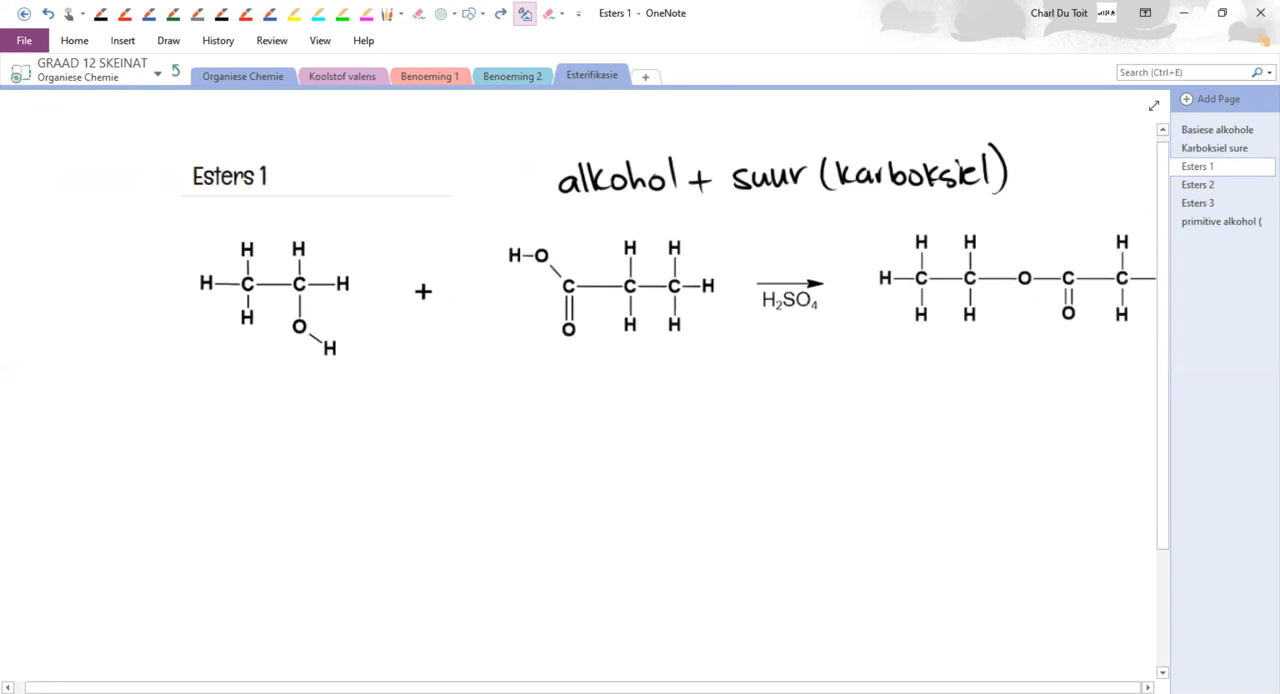 Esters 1 - OneNote
Charl Du Toit
File Home Insert Draw History Review View Help
GRAAD 12 SKEINAT
Organiese Chemie
Organiese Chemie Koolstof valens Benoeming 1 Benoeming 2 Esterifikasie +
Search (Ctrl+E)
Add Page
Basiese alkohole
Karboksiel sure
Esters 1
Esters 2
Esters 3
primitive alkohol (
Esters 1
alkohol + suur (karboksiel)
H H H-O H H H H H
H C C H + C C C H H₂SO₄ H C C O C C
H O O H H H H O H
H